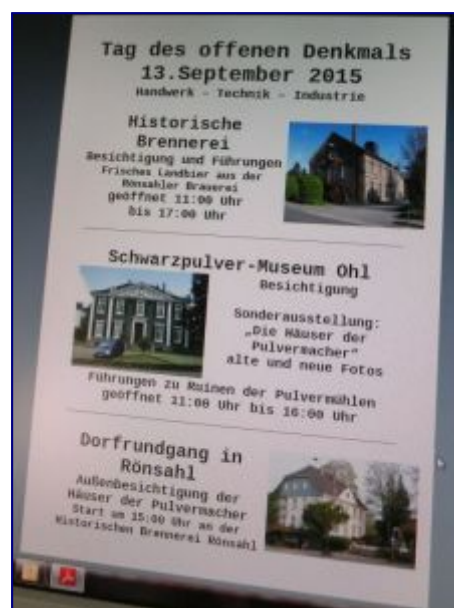 Tag des offenen Denkmals
13.September 2015
Handwerk - Technik - Industrie
Historische
Brennerei
Besichtigung und Führungen
Frisches Landbier aus der
Rönsahler Brauerei
geöffnet 11:00 Uhr
bis 17:00 Uhr
Schwarzpulver-Museum Ohl
Besichtigung
Sonderausstellung:
„Die Häuser der
Pulvermacher"
alte und neue Fotos
Führungen zu Ruinen der Pulvermühlen
geöffnet 11:00 Uhr bis 16:00 Uhr
Dorfrundgang in
Rönsahl
Außenbesichtigung der
Häuser der Pulvermacher
Start um 15:00 Uhr an der
Historischen Brennerei Rönsahl